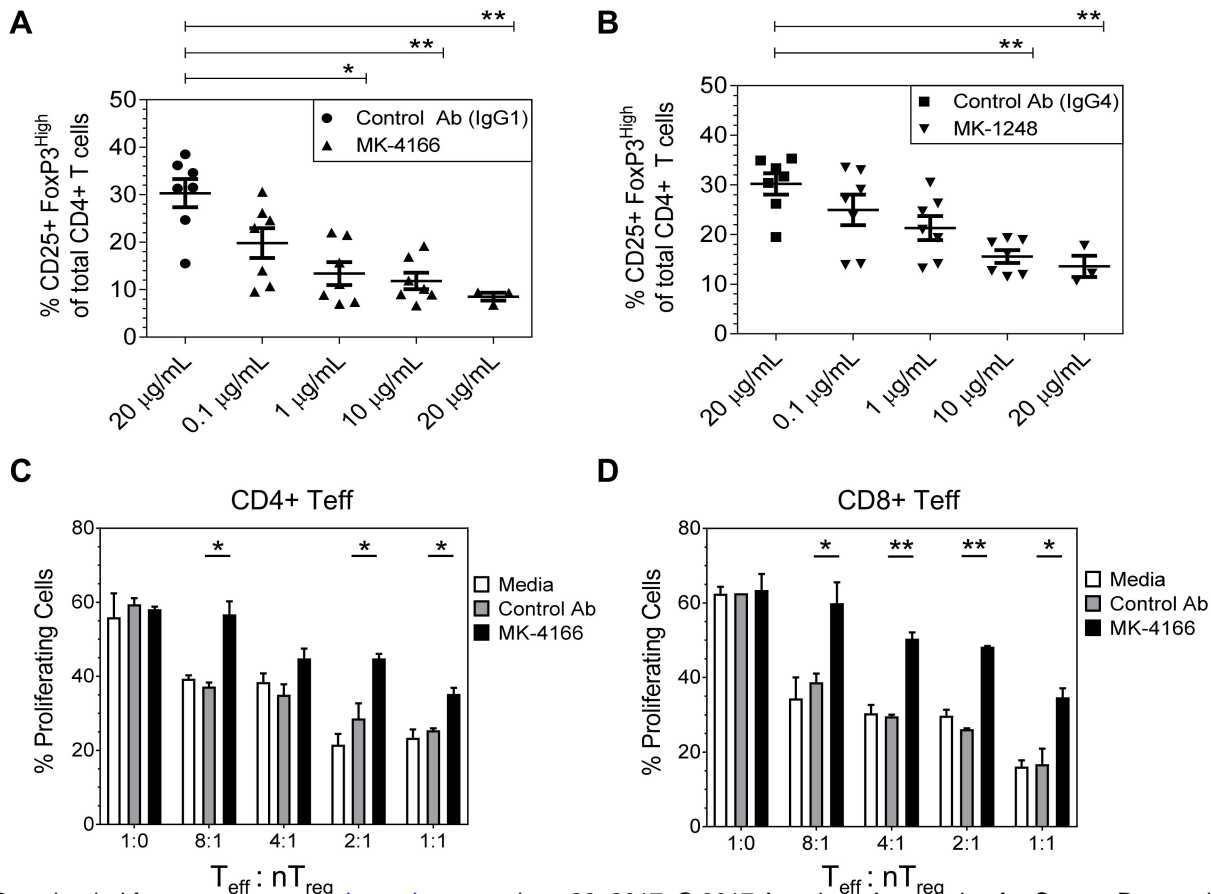 A
**
**
*
50
40
30
20
10
0
% CD25+ FoxP3High
of total CD4+ T cells
Control Ab (IgG1)
MK-4166
20 µg/mL
0.1 µg/mL
1 µg/mL
10 µg/mL
20 µg/mL
B
**
**
50
40
30
20
10
0
% CD25+ FoxP3High
of total CD4+ T cells
Control Ab (IgG4)
MK-1248
20 µg/mL
0.1 µg/mL
1 µg/mL
10 µg/mL
20 µg/mL
C
CD4+ Teff
80
60
40
20
0
% Proliferating Cells
*
*
*
Media
Control Ab
MK-4166
1:0
8:1
4:1
2:1
1:1
Teff : nTreg
D
CD8+ Teff
80
60
40
20
0
% Proliferating Cells
*
**
**
*
Media
Control Ab
MK-4166
1:0
8:1
4:1
2:1
1:1
Teff : nTreg